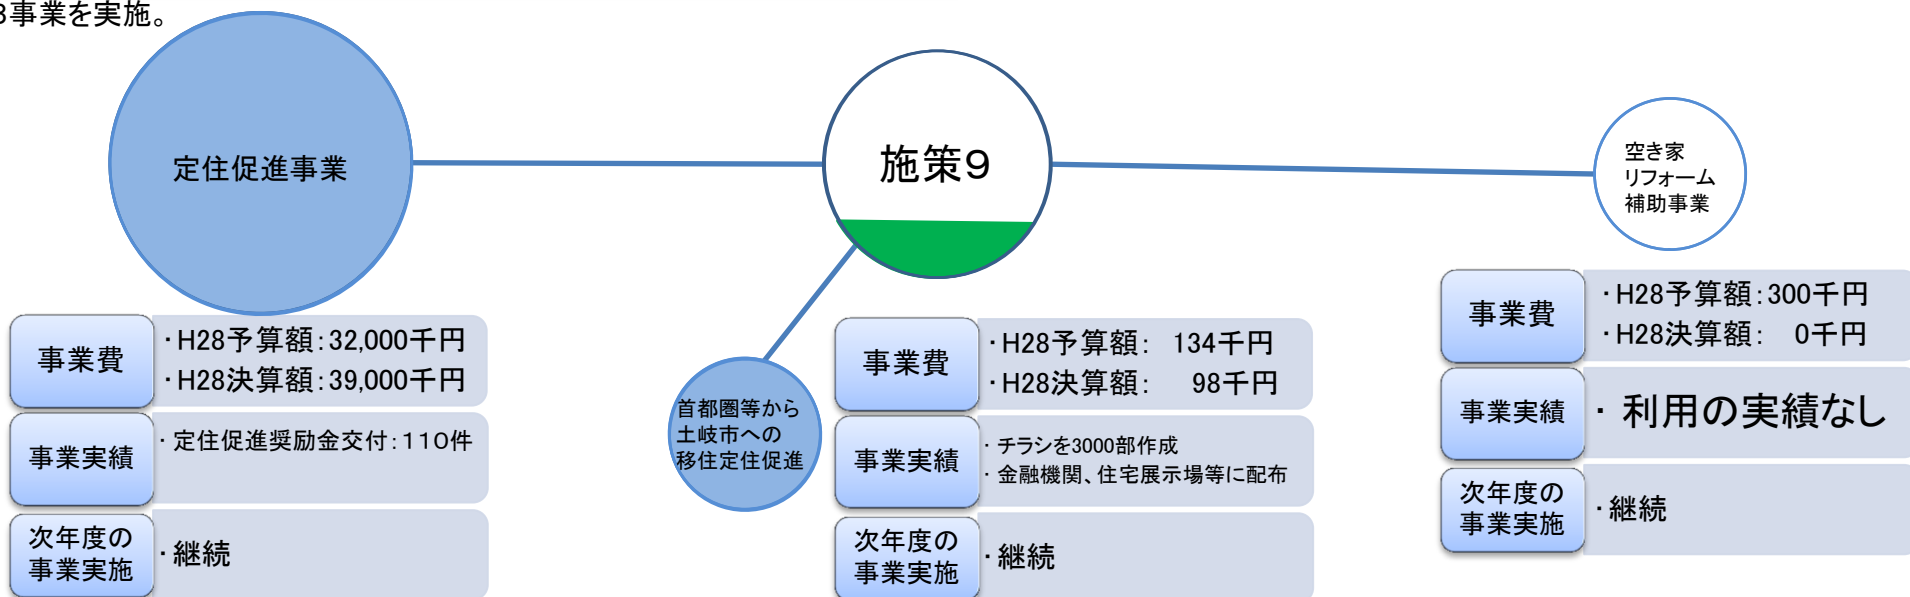 3事業を実施。
定住促進事業
施策9
空き家
リフォーム
補助事業
首都圏等から
土岐市への
移住定住促進
事業費
・H28予算額:32,000千円
・H28決算額:39,000千円
事業実績
・定住促進奨励金交付:110件
次年度の
事業実施
・継続
事業費
・H28予算額: 134千円
・H28決算額: 98千円
事業実績
・チラシを3000部作成
・金融機関、住宅展示場等に配布
次年度の
事業実施
・継続
事業費
・H28予算額:300千円
・H28決算額: 0千円
事業実績
・利用の実績なし
次年度の
事業実施
・継続